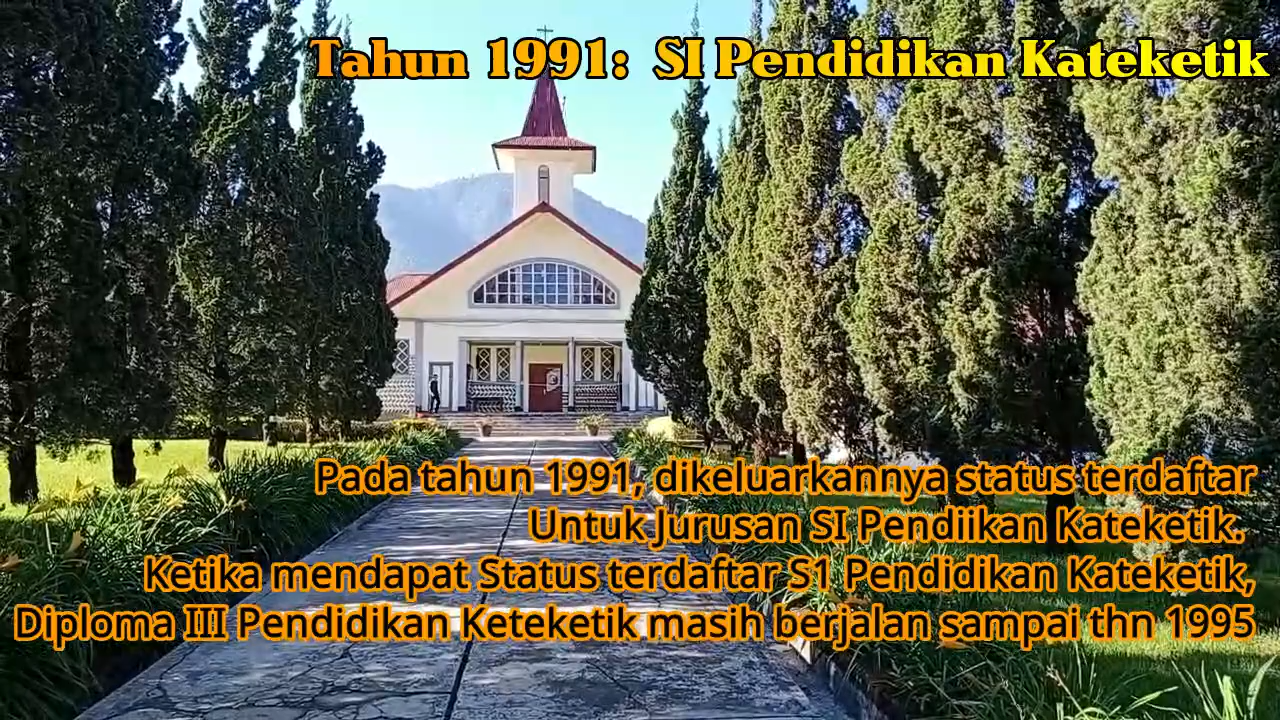 Tahun 1991: SI Pendidikan Kateketik
Pada tahun 1991, dikeluarkannya status terdaftar
Untuk Jurusan SI Pendiikan Kateketik.
Ketika mendapat Status terdaftar S1 Pendidikan Kateketik,
Diploma III Pendidikan Keteketik masih berjalan sampai thn 1995